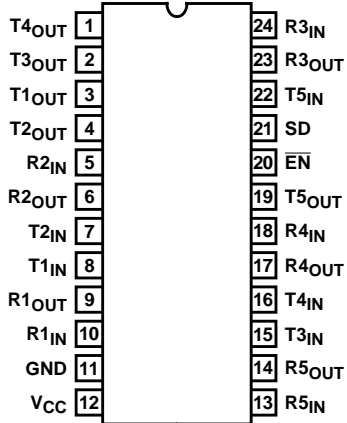 T4OUT 1 24 R3IN
T3OUT 2 23 R3OUT
T1OUT 3 22 T5IN
T2OUT 4 21 SD
R2IN 5 20 E̅N̅
R2OUT 6 19 T5OUT
T2IN 7 18 R4IN
T1IN 8 17 R4OUT
R1OUT 9 16 T4IN
R1IN 10 15 T3IN
GND 11 14 R5OUT
VCC 12 13 R5IN